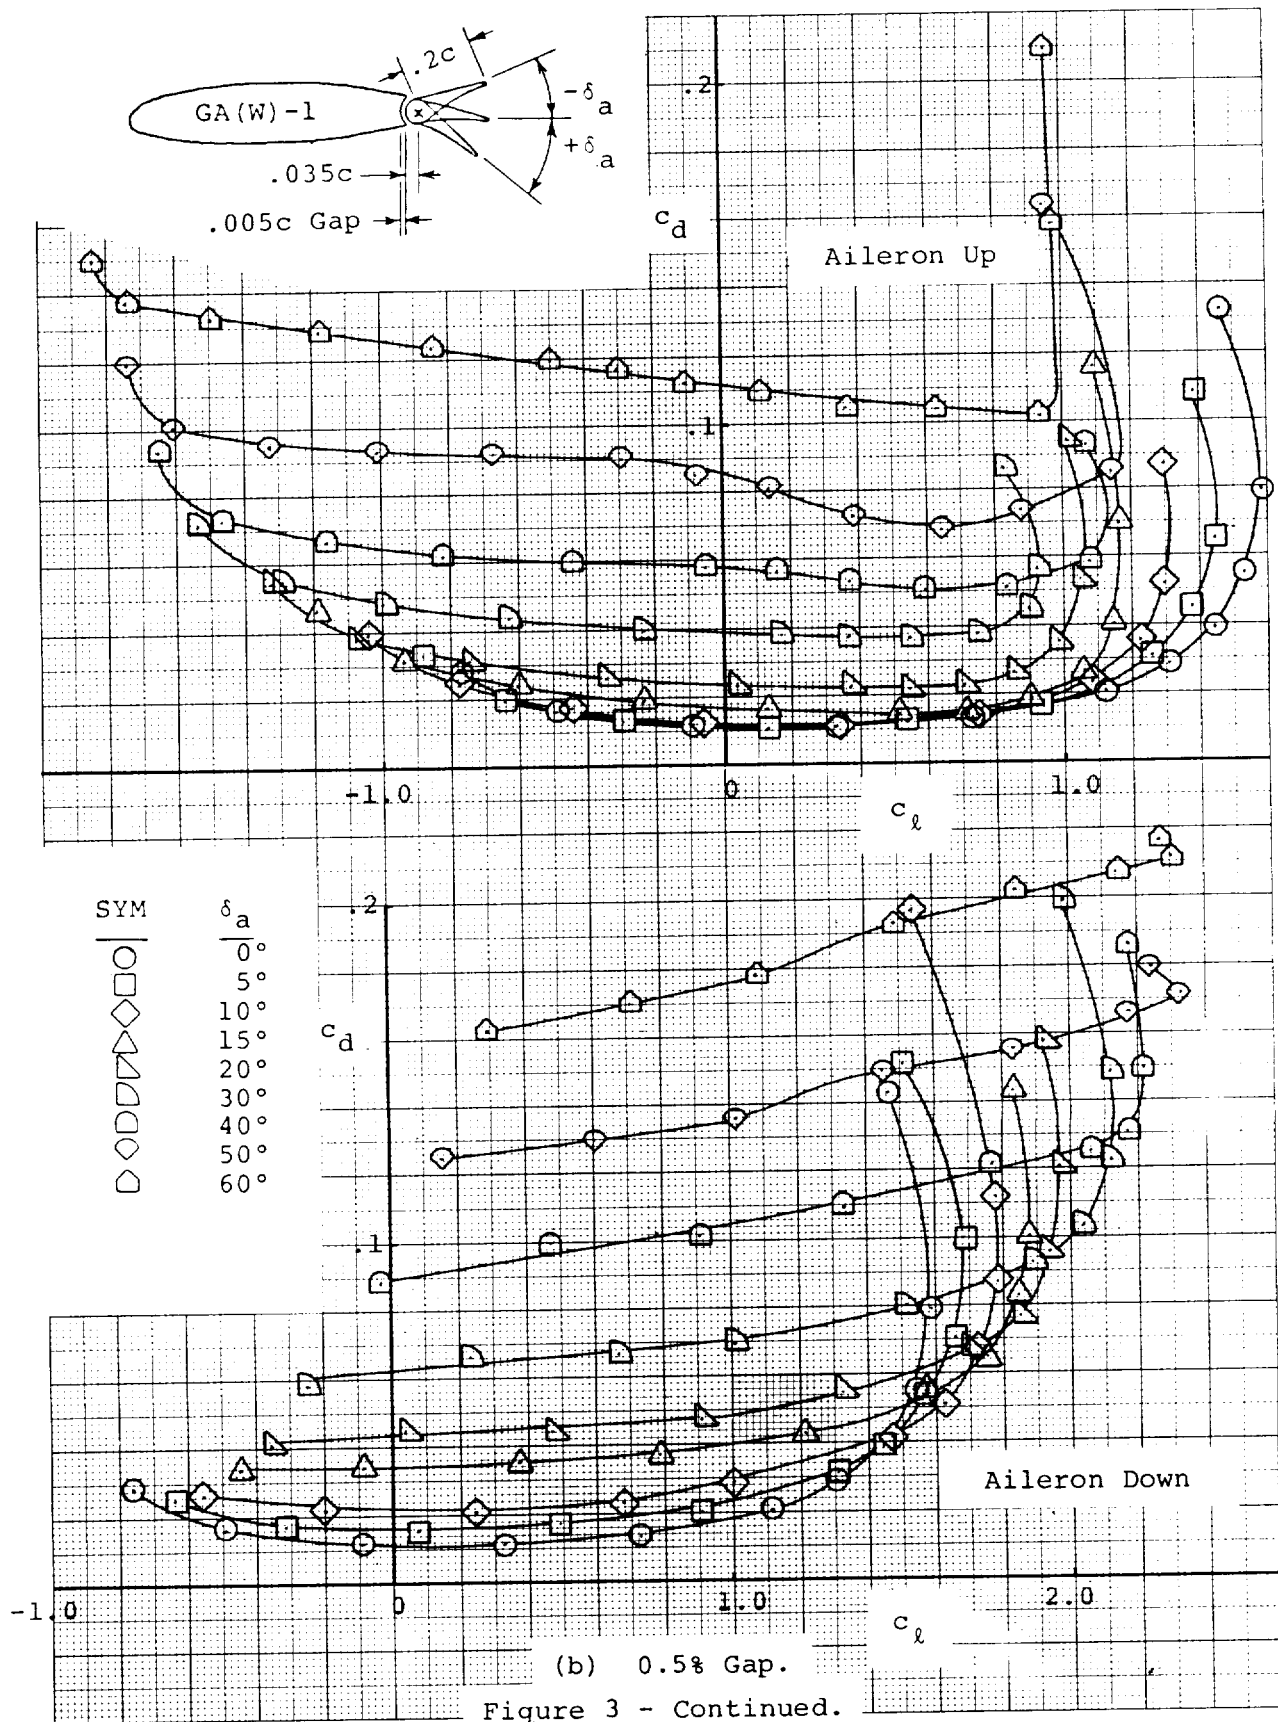 .2c
GA(W)-1
-δa
+δa
.035c
.005c Gap
.2
cd
Aileron Up
.1
-1.0
0
1.0
cℓ
SYM δa
0°
5°
10°
15°
20°
30°
40°
50°
60°
.2
cd
.1
Aileron Down
-1.0
0
1.0
2.0
cℓ
(b) 0.5% Gap.
Figure 3 - Continued.